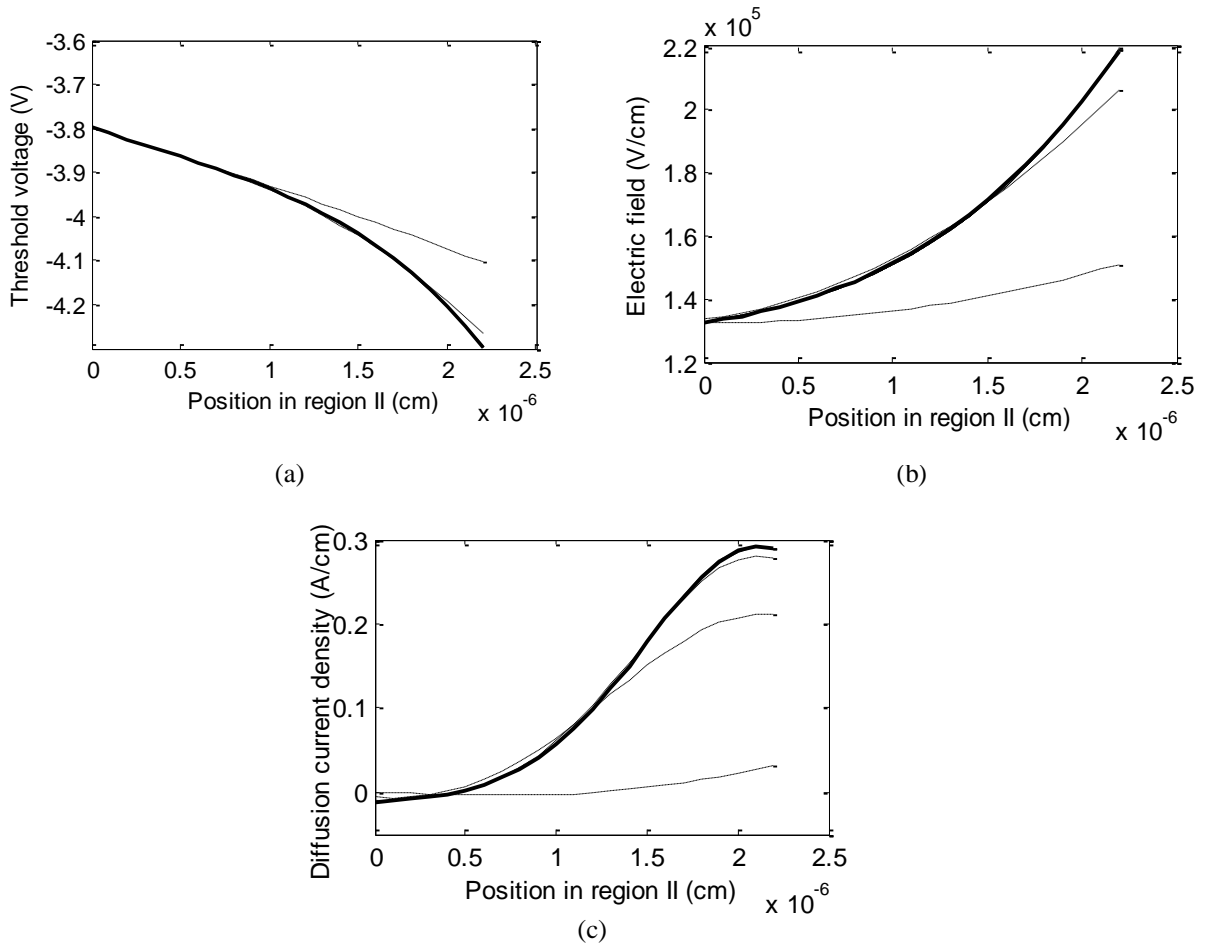 -3.6
-3.7
-3.8
-3.9
-4
-4.1
-4.2
Threshold voltage (V)
0 0.5 1 1.5 2 2.5
Position in region II (cm)
x 10-6
(a)
x 10^5
2.2
2
1.8
1.6
1.4
1.2
Electric field (V/cm)
0 0.5 1 1.5 2 2.5
Position in region II (cm)
x 10-6
(b)
0.3
0.2
0.1
0
Diffusion current density (A/cm)
0 0.5 1 1.5 2 2.5
Position in region II (cm)
x 10-6
(c)